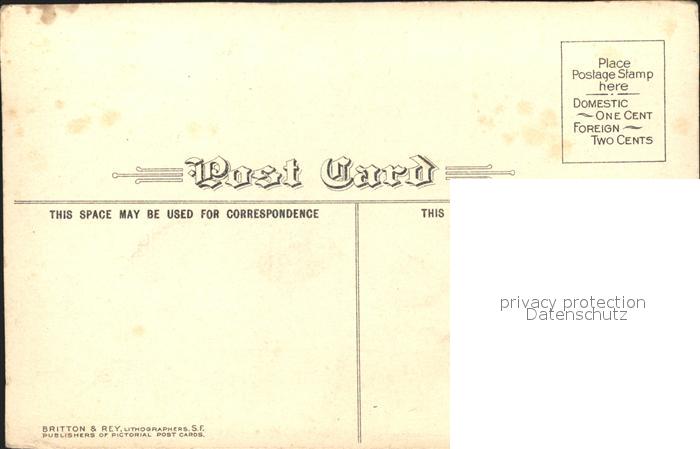 Place
Postage Stamp
here
DOMESTIC
ONE CENT
FOREIGN
TWO CENTS
Post Card
THIS SPACE MAY BE USED FOR CORRESPONDENCE
THIS
privacy protection
Datenschutz
BRITTON & REY, LITHOGRAPHERS, S.F.
PUBLISHERS OF PICTORIAL POST CARDS.